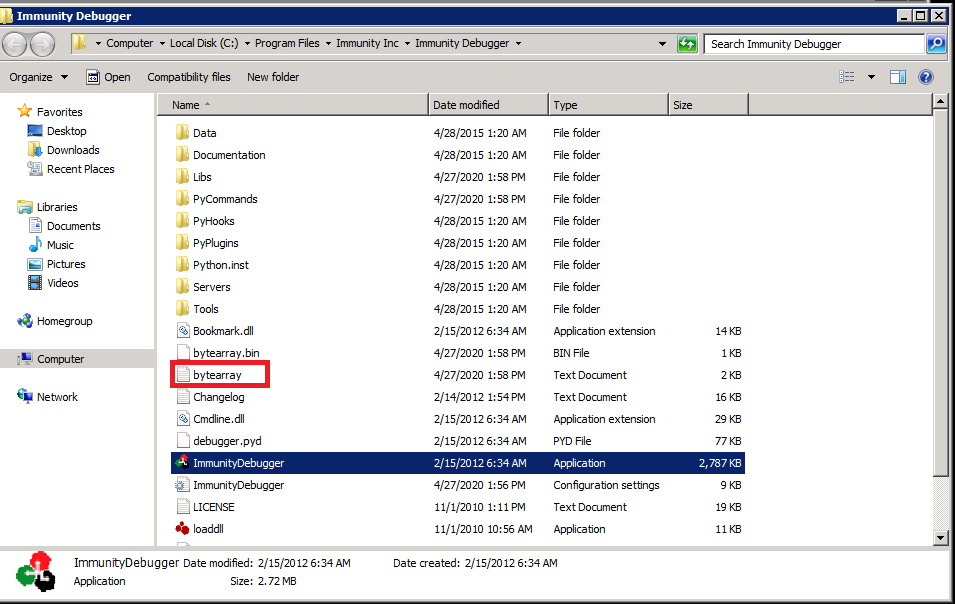 Immunity Debugger
Computer Local Disk (C:) Program Files Immunity Inc Immunity Debugger Search Immunity Debugger
Organize Open Compatibility files New folder
Favorites
Desktop
Downloads
Recent Places
Libraries
Documents
Music
Pictures
Videos
Homegroup
Computer
Network
Name Date modified Type Size
Data 4/28/2015 1:20 AM File folder
Documentation 4/28/2015 1:20 AM File folder
Libs 4/27/2020 1:58 PM File folder
PyCommands 4/27/2020 1:58 PM File folder
PyHooks 4/28/2015 1:20 AM File folder
PyPlugins 4/28/2015 1:20 AM File folder
Python.inst 4/28/2015 1:20 AM File folder
Servers 4/28/2015 1:20 AM File folder
Tools 4/28/2015 1:20 AM File folder
Bookmark.dll 2/15/2012 6:34 AM Application extension 14 KB
bytearray.bin 4/27/2020 1:58 PM BIN File 1 KB
bytearray 4/27/2020 1:58 PM Text Document 2 KB
Changelog 2/14/2012 1:54 PM Text Document 16 KB
Cmdline.dll 2/15/2012 6:34 AM Application extension 29 KB
debugger.pyd 2/15/2012 6:34 AM PYD File 77 KB
ImmunityDebugger 2/15/2012 6:34 AM Application 2,787 KB
ImmunityDebugger 4/27/2020 1:56 PM Configuration settings 9 KB
LICENSE 11/1/2010 1:11 PM Text Document 19 KB
loaddll 11/1/2010 10:56 AM Application 11 KB
ImmunityDebugger Date modified: 2/15/2012 6:34 AM Date created: 2/15/2012 6:34 AM
Application Size: 2.72 MB